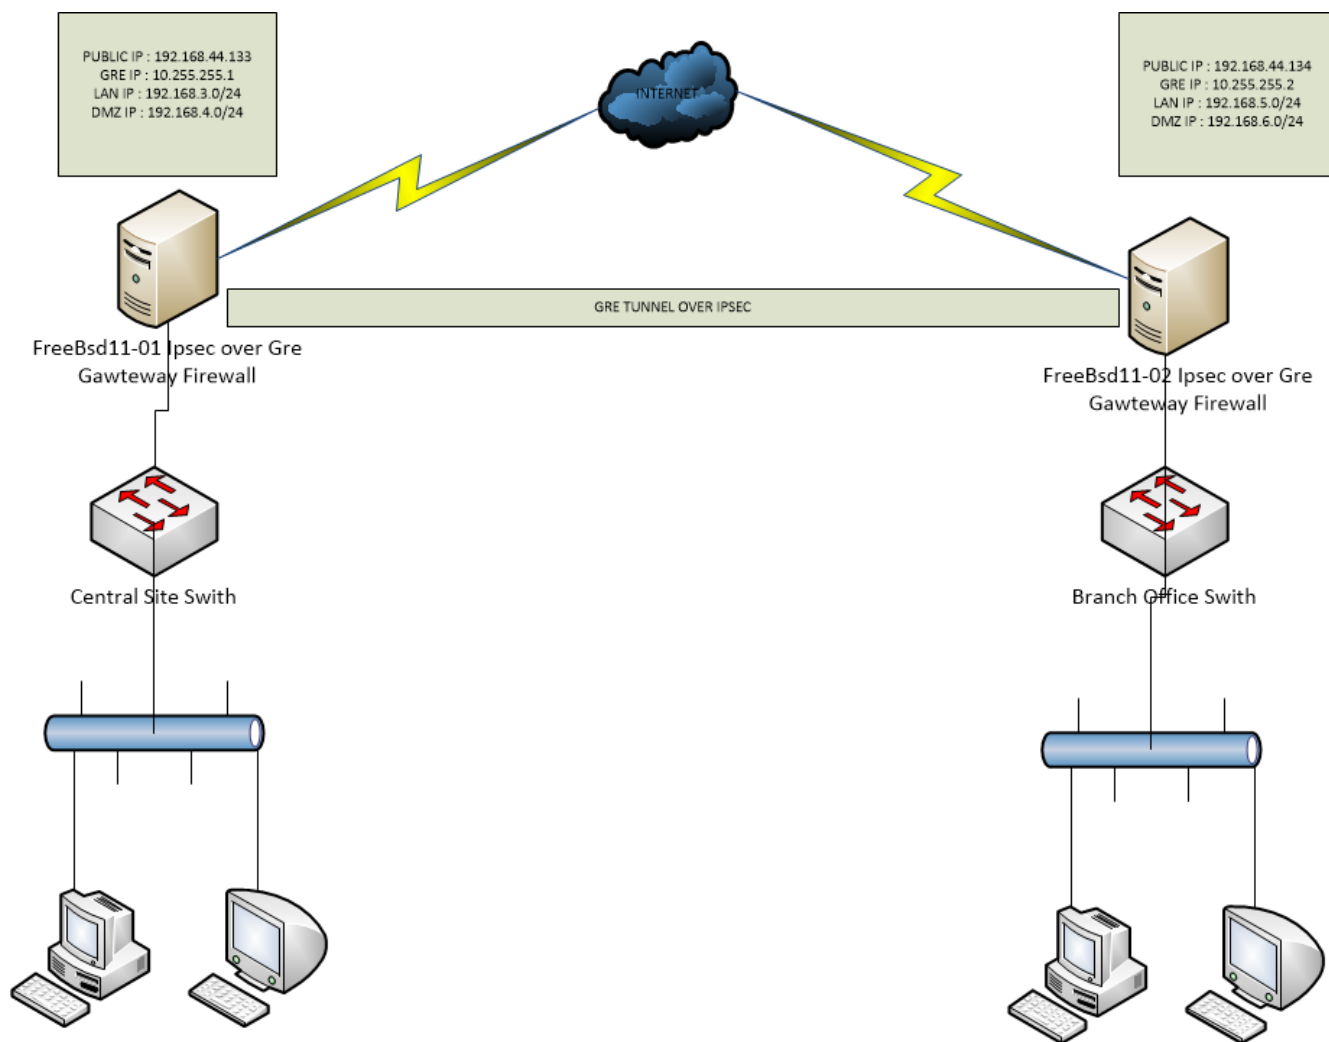 PUBLIC IP : 192.168.44.133
GRE IP : 10.255.255.1
LAN IP : 192.168.3.0/24
DMZ IP : 192.168.4.0/24
INTERNET
PUBLIC IP : 192.168.44.134
GRE IP : 10.255.255.2
LAN IP : 192.168.5.0/24
DMZ IP : 192.168.6.0/24
GRE TUNNEL OVER IPSEC
FreeBsd11-01 Ipsec over Gre
Gawteway Firewall
FreeBsd11-02 Ipsec over Gre
Gawteway Firewall
Central Site Swith
Branch Office Swith